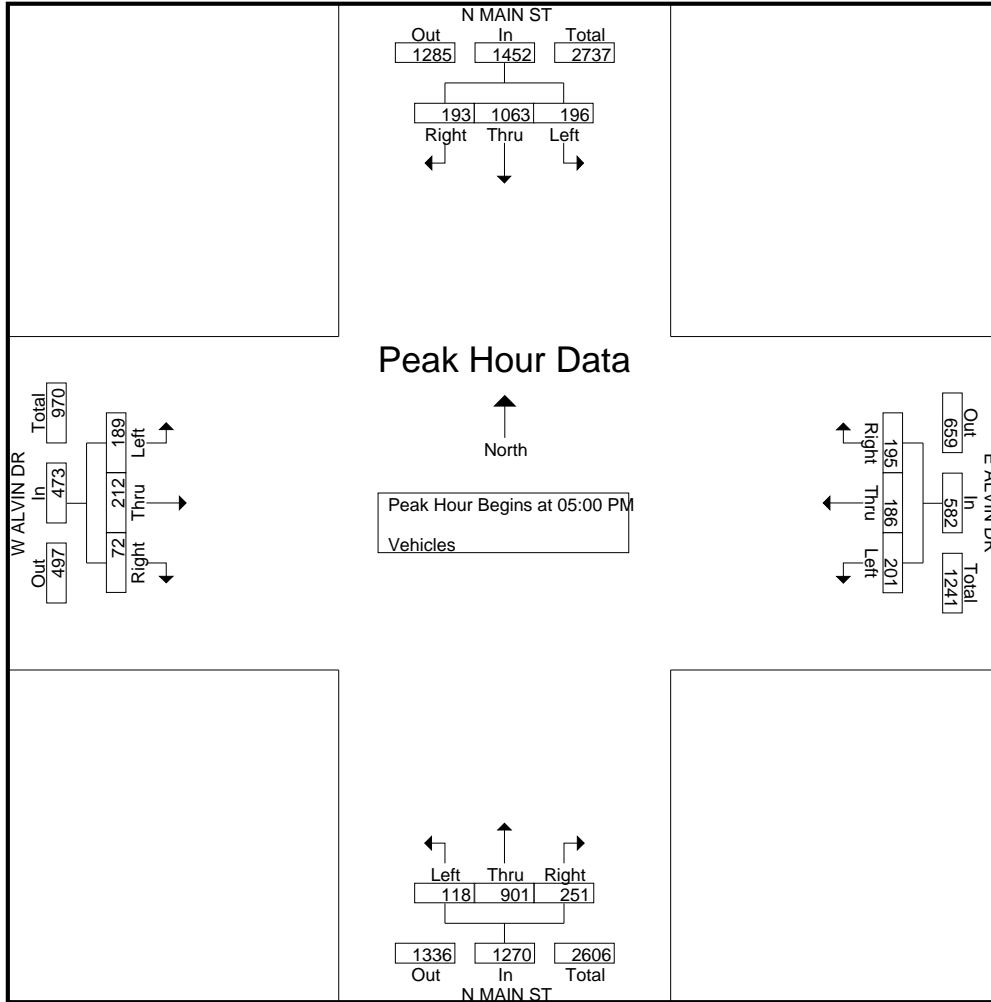 N MAIN ST
Out In Total
1285 1452 2737
193 1063 196
Right Thru Left
Peak Hour Data
North
Peak Hour Begins at 05:00 PM
Vehicles
W ALVIN DR
Total In Out
970 473 497
189 212 72
Left Thru Right
E ALVIN DR
Out In Total
659 582 1241
195 186 201
Right Thru Left
Left Thru Right
118 901 251
1336 1270 2606
Out In Total
N MAIN ST